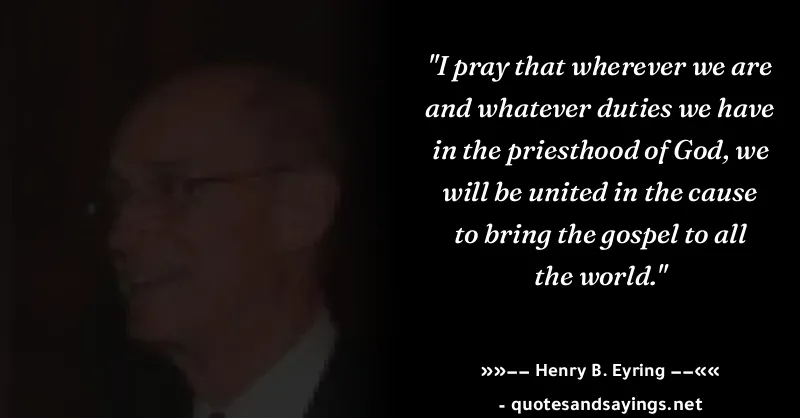 "I pray that wherever we are
and whatever duties we have
in the priesthood of God, we
will be united in the cause
to bring the gospel to all
the world."
»»–– Henry B. Eyring ––««
- quotesandsayings.net